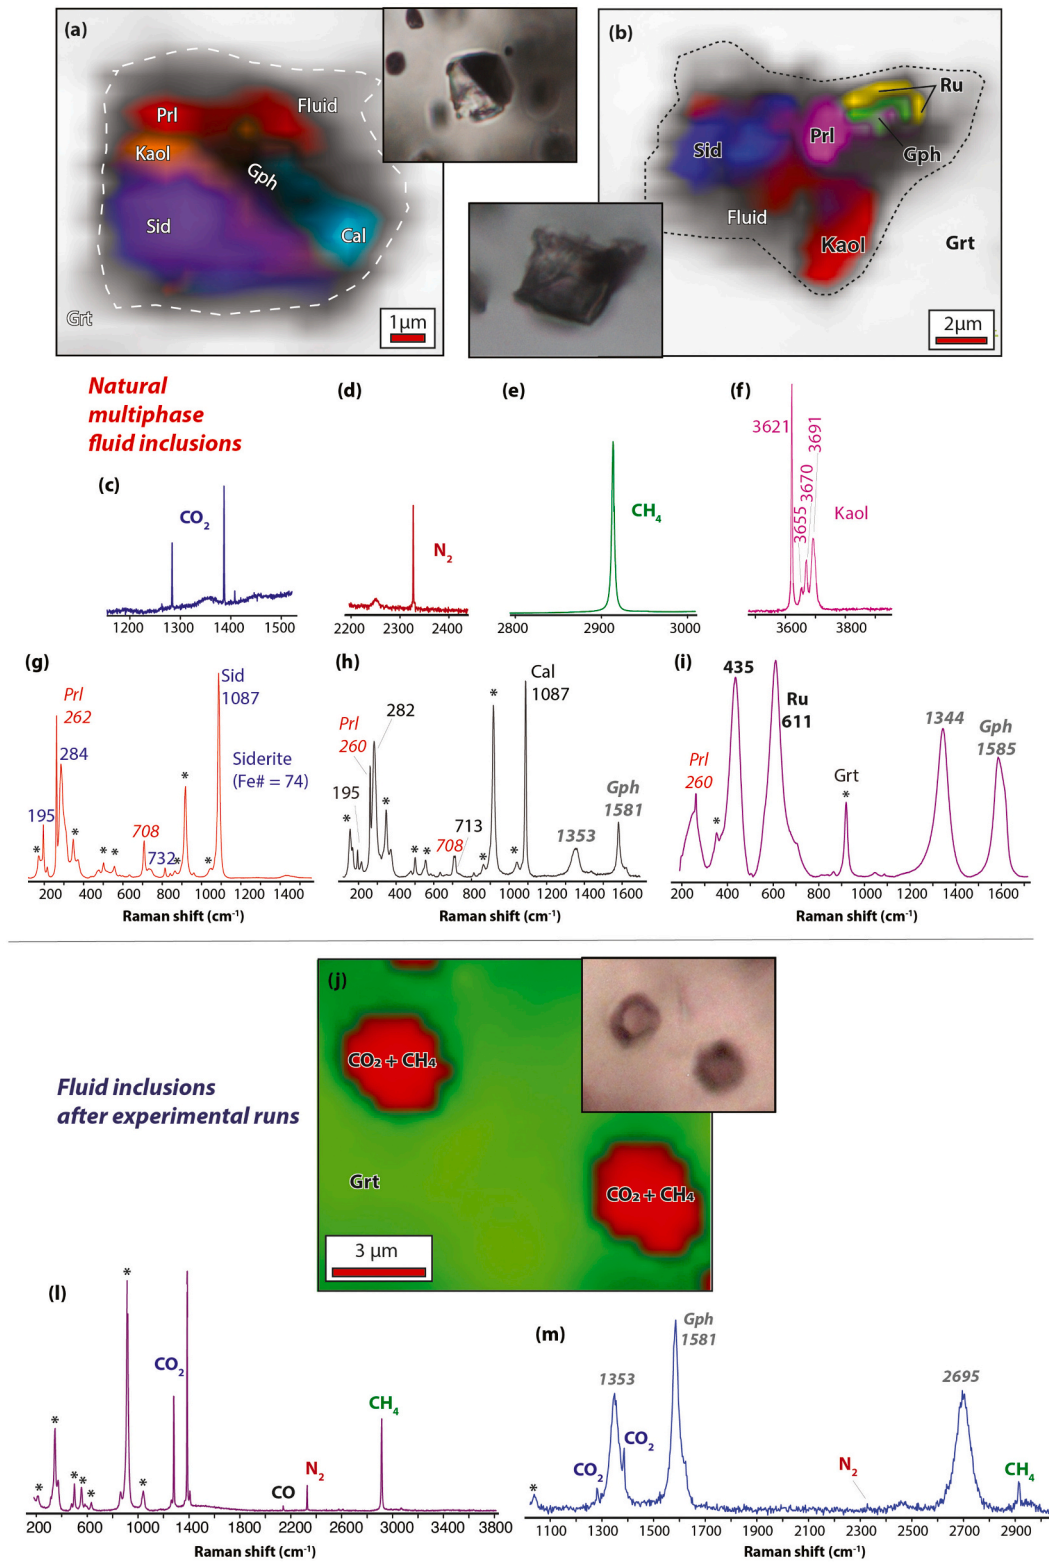 (a)
Prl
Fluid
Kaol
Gph
Sid
Cal
Grt
1μm
(b)
Ru
Prl
Sid
Gph
Fluid
Kaol
Grt
2μm
Natural
multiphase
fluid inclusions
(c)
CO₂
1200 1300 1400 1500
(d)
N₂
2200 2300 2400
(e)
CH₄
2800 2900 3000
(f)
3621
3655
3670
3691
Kaol
3600 3800
(g)
Prl
262
284
195
*
*
*
*
708
732
*
*
*
Sid
1087
Siderite
(Fe# = 74)
200 400 600 800 1000 1200 1400
Raman shift (cm⁻¹)
(h)
Cal
1087
Prl
260
282
195
*
*
*
*
708
713
*
*
*
1353
Gph
1581
200 400 600 800 1000 1200 1400 1600
Raman shift (cm⁻¹)
(i)
435
Ru
611
Prl
260
*
Grt
*
1344
Gph
1585
200 400 600 800 1000 1200 1400 1600
Raman shift (cm⁻¹)
(j)
CO₂ + CH₄
Grt
CO₂ + CH₄
3 μm
Fluid inclusions
after experimental runs
(l)
*
*
*
*
*
*
*
CO₂
CO
N₂
CH₄
200 600 1000 1400 1800 2200 2600 3000 3400 3800
Raman shift (cm⁻¹)
(m)
*
CO₂
1353
CO₂
Gph
1581
N₂
2695
CH₄
1100 1300 1500 1700 1900 2100 2300 2500 2700 2900
Raman shift (cm⁻¹)